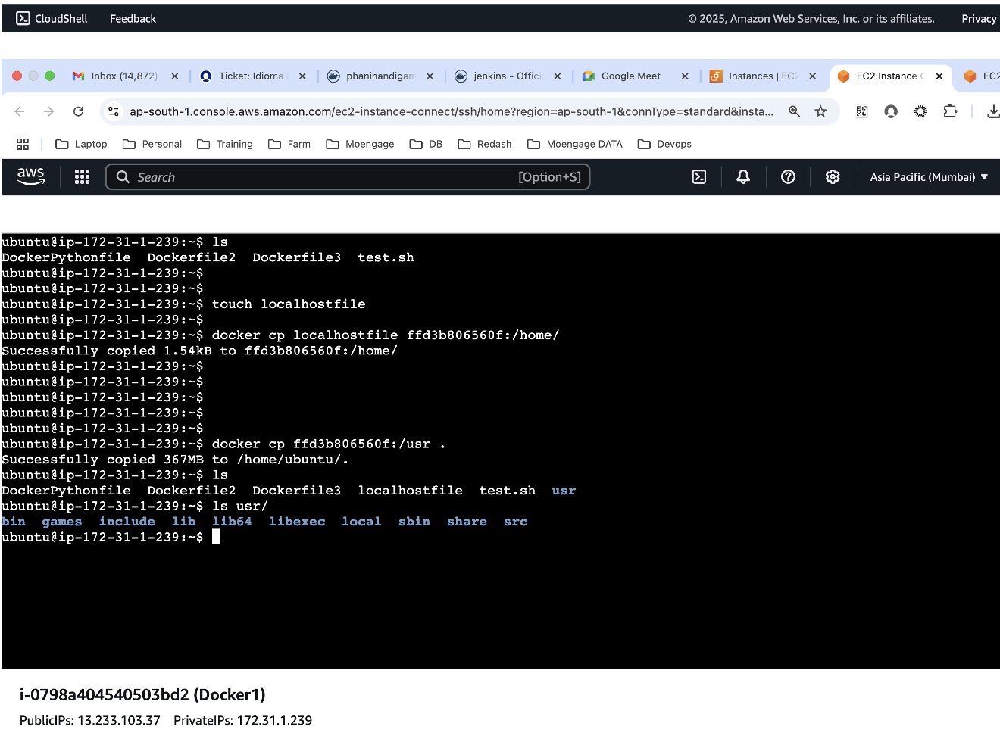 CloudShell Feedback © 2025, Amazon Web Services, Inc. or its affiliates. Privacy
Inbox (14,872) Ticket: Idioma phaninandigam jenkins - Offici Google Meet Instances | EC2 EC2 Instance C EC2
ap-south-1.console.aws.amazon.com/ec2-instance-connect/ssh/home?region=ap-south-1&connType=standard&insta...
Laptop Personal Training Farm Moengage DB Redash Moengage DATA Devops
aws Search [Option+S] Asia Pacific (Mumbai)
ubuntu@ip-172-31-1-239:~$ ls
DockerPythonfile Dockerfile2 Dockerfile3 test.sh
ubuntu@ip-172-31-1-239:~$
ubuntu@ip-172-31-1-239:~$
ubuntu@ip-172-31-1-239:~$ touch localhostfile
ubuntu@ip-172-31-1-239:~$
ubuntu@ip-172-31-1-239:~$ docker cp localhostfile ffd3b806560f:/home/
Successfully copied 1.54kB to ffd3b806560f:/home/
ubuntu@ip-172-31-1-239:~$
ubuntu@ip-172-31-1-239:~$
ubuntu@ip-172-31-1-239:~$
ubuntu@ip-172-31-1-239:~$
ubuntu@ip-172-31-1-239:~$
ubuntu@ip-172-31-1-239:~$ docker cp ffd3b806560f:/usr .
Successfully copied 367MB to /home/ubuntu/.
ubuntu@ip-172-31-1-239:~$ ls
DockerPythonfile Dockerfile2 Dockerfile3 localhostfile test.sh usr
ubuntu@ip-172-31-1-239:~$ ls usr/
bin games include lib lib64 libexec local sbin share src
ubuntu@ip-172-31-1-239:~$
i-0798a404540503bd2 (Docker1)
PublicIPs: 13.233.103.37 PrivateIPs: 172.31.1.239